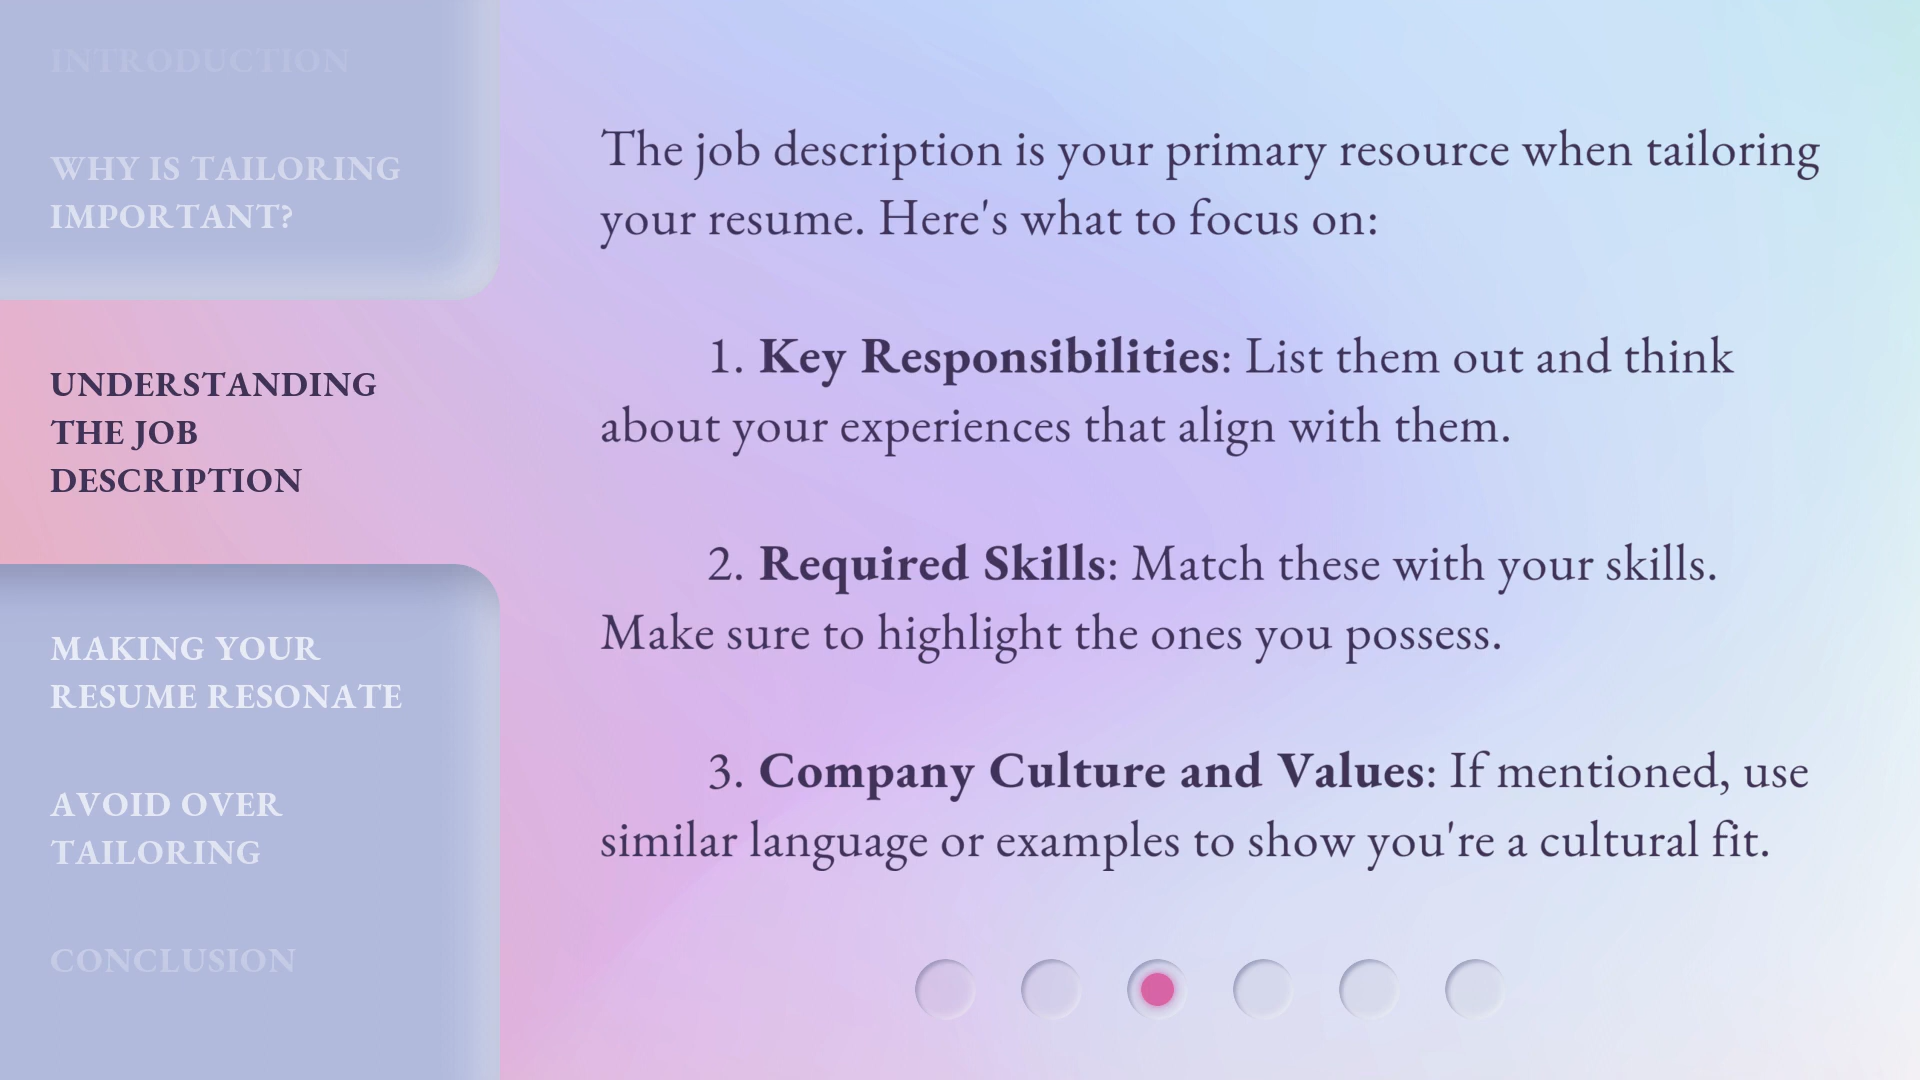 INTRODUCTION
WHY IS TAILORING
IMPORTANT?
UNDERSTANDING
THE JOB
DESCRIPTION
MAKING YOUR
RESUME RESONATE
AVOID OVER
TAILORING
CONCLUSION
The job description is your primary resource when tailoring
your resume. Here's what to focus on:
1. Key Responsibilities: List them out and think
about your experiences that align with them.
2. Required Skills: Match these with your skills.
Make sure to highlight the ones you possess.
3. Company Culture and Values: If mentioned, use
similar language or examples to show you're a cultural fit.